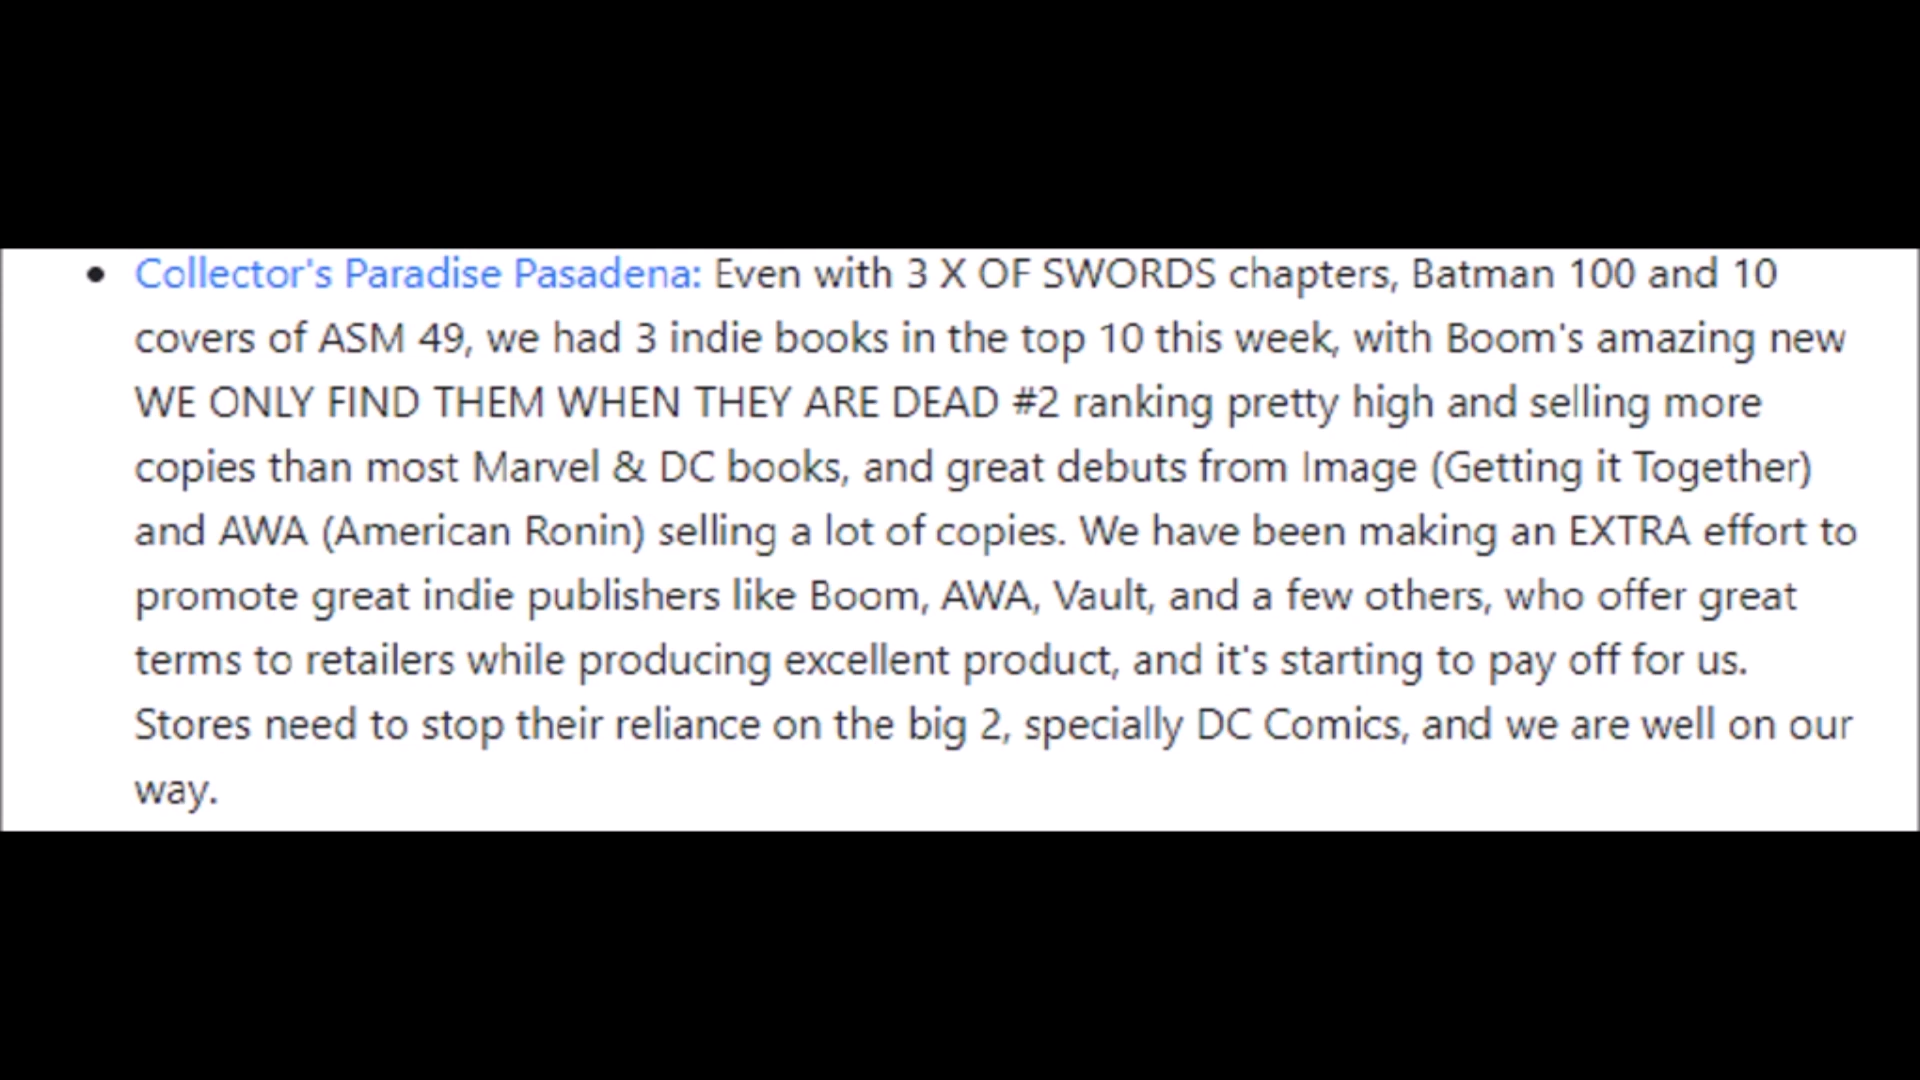 • Collector's Paradise Pasadena: Even with 3 X OF SWORDS chapters, Batman 100 and 10
covers of ASM 49, we had 3 indie books in the top 10 this week, with Boom's amazing new
WE ONLY FIND THEM WHEN THEY ARE DEAD #2 ranking pretty high and selling more
copies than most Marvel & DC books, and great debuts from Image (Getting it Together)
and AWA (American Ronin) selling a lot of copies. We have been making an EXTRA effort to
promote great indie publishers like Boom, AWA, Vault, and a few others, who offer great
terms to retailers while producing excellent product, and it's starting to pay off for us.
Stores need to stop their reliance on the big 2, specially DC Comics, and we are well on our
way.